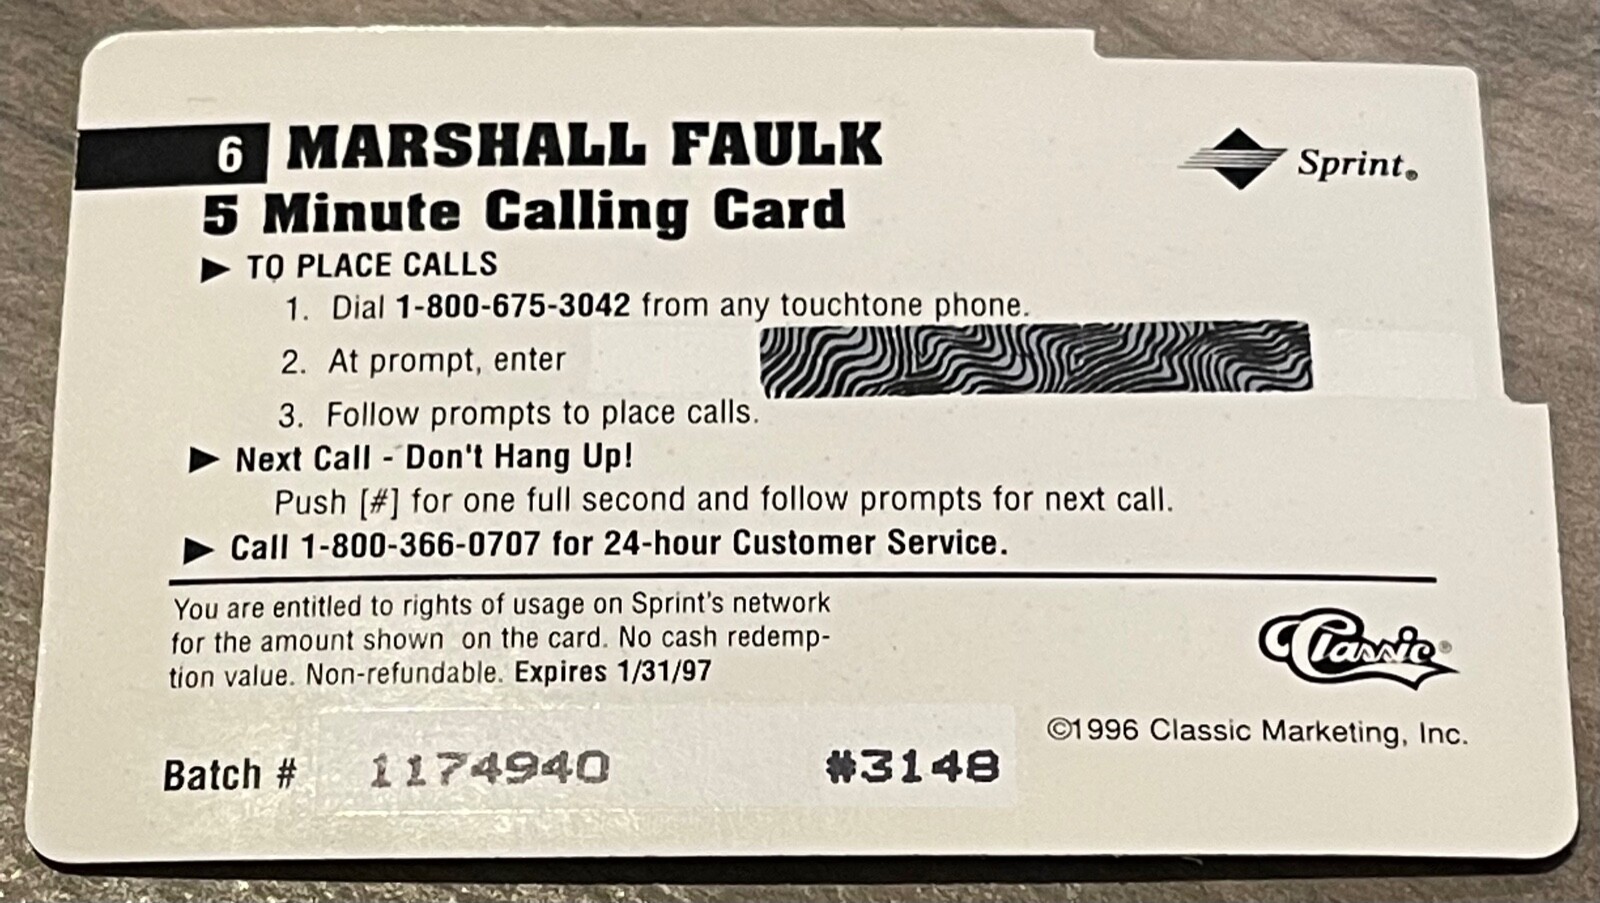 6 MARSHALL FAULK
5 Minute Calling Card
Sprint®
► TO PLACE CALLS
1. Dial 1-800-675-3042 from any touchtone phone.
2. At prompt, enter
3. Follow prompts to place calls.
► Next Call - Don't Hang Up!
Push [#] for one full second and follow prompts for next call.
► Call 1-800-366-0707 for 24-hour Customer Service.
You are entitled to rights of usage on Sprint's network
for the amount shown on the card. No cash redemp-
tion value. Non-refundable. Expires 1/31/97
Classic®
©1996 Classic Marketing, Inc.
Batch # 1174940 #3148